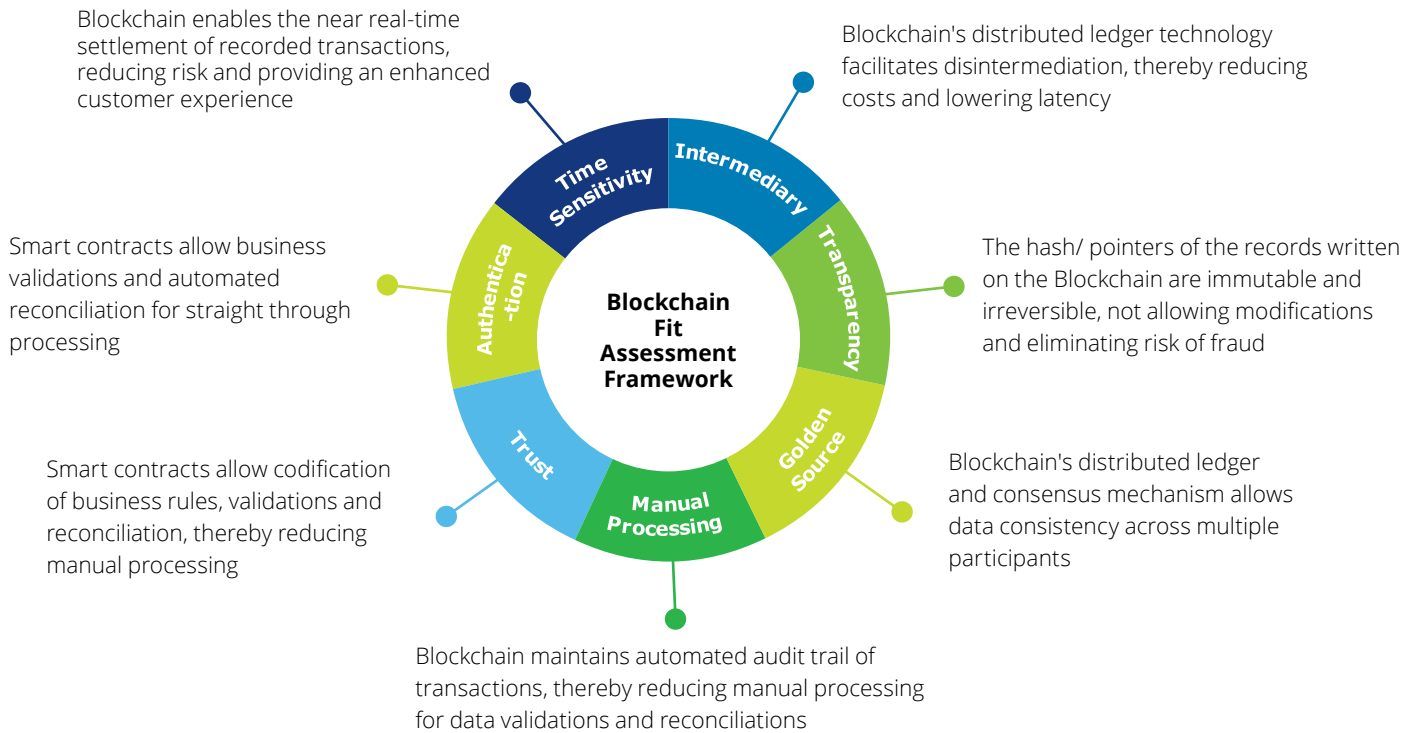 Blockchain enables the near real-time
settlement of recorded transactions,
reducing risk and providing an enhanced
customer experience
Blockchain's distributed ledger technology
facilitates disintermediation, thereby reducing
costs and lowering latency
Time
Sensitivity
Intermediary
Smart contracts allow business
validations and automated
reconciliation for straight through
processing
Authentica
-tion
Transparency
The hash/ pointers of the records written
on the Blockchain are immutable and
irreversible, not allowing modifications
and eliminating risk of fraud
Blockchain
Fit
Assessment
Framework
Smart contracts allow codification
of business rules, validations and
reconciliation, thereby reducing
manual processing
Trust
Manual
Processing
Golden
Source
Blockchain's distributed ledger
and consensus mechanism allows
data consistency across multiple
participants
Blockchain maintains automated audit trail of
transactions, thereby reducing manual processing
for data validations and reconciliations